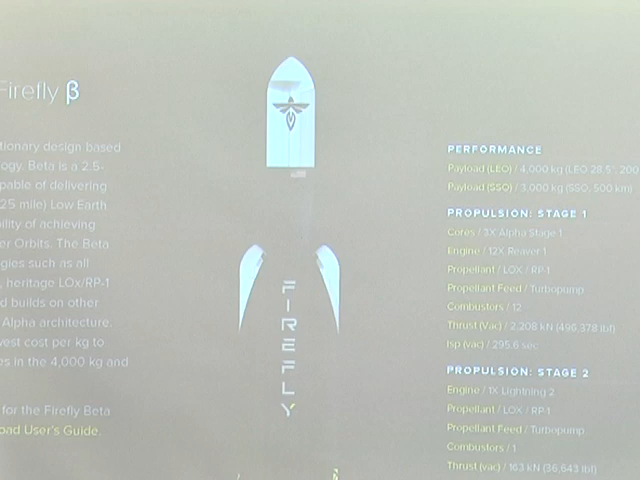 Firefly β
tionary design based
ogy. Beta is a 2.5-
pable of delivering
25 mile) Low Earth
ility of achieving
er Orbits. The Beta
gies such as all
, heritage LOx/RP-1
d builds on other
Alpha architecture.
vest cost per kg to
es in the 4,000 kg and
for the Firefly Beta
oad User's Guide.
FIREFLY
PERFORMANCE
Payload (LEO) / 4,000 kg (LEO 28.5°, 200
Payload (SSO) / 3,000 kg (SSO, 500 km)
PROPULSION: STAGE 1
Cores / 3X Alpha Stage 1
Engine / 12X Reaver 1
Propellant / LOX / RP-1
Propellant Feed / Turbopump
Combustors / 12
Thrust (Vac) / 2,208 kN (496,378 lbf)
Isp (vac) / 295.6 sec
PROPULSION: STAGE 2
Engine / 1X Lightning 2
Propellant / LOX / RP-1
Propellant Feed / Turbopump
Combustors / 1
Thrust (vac) / 163 kN (36,643 lbf)